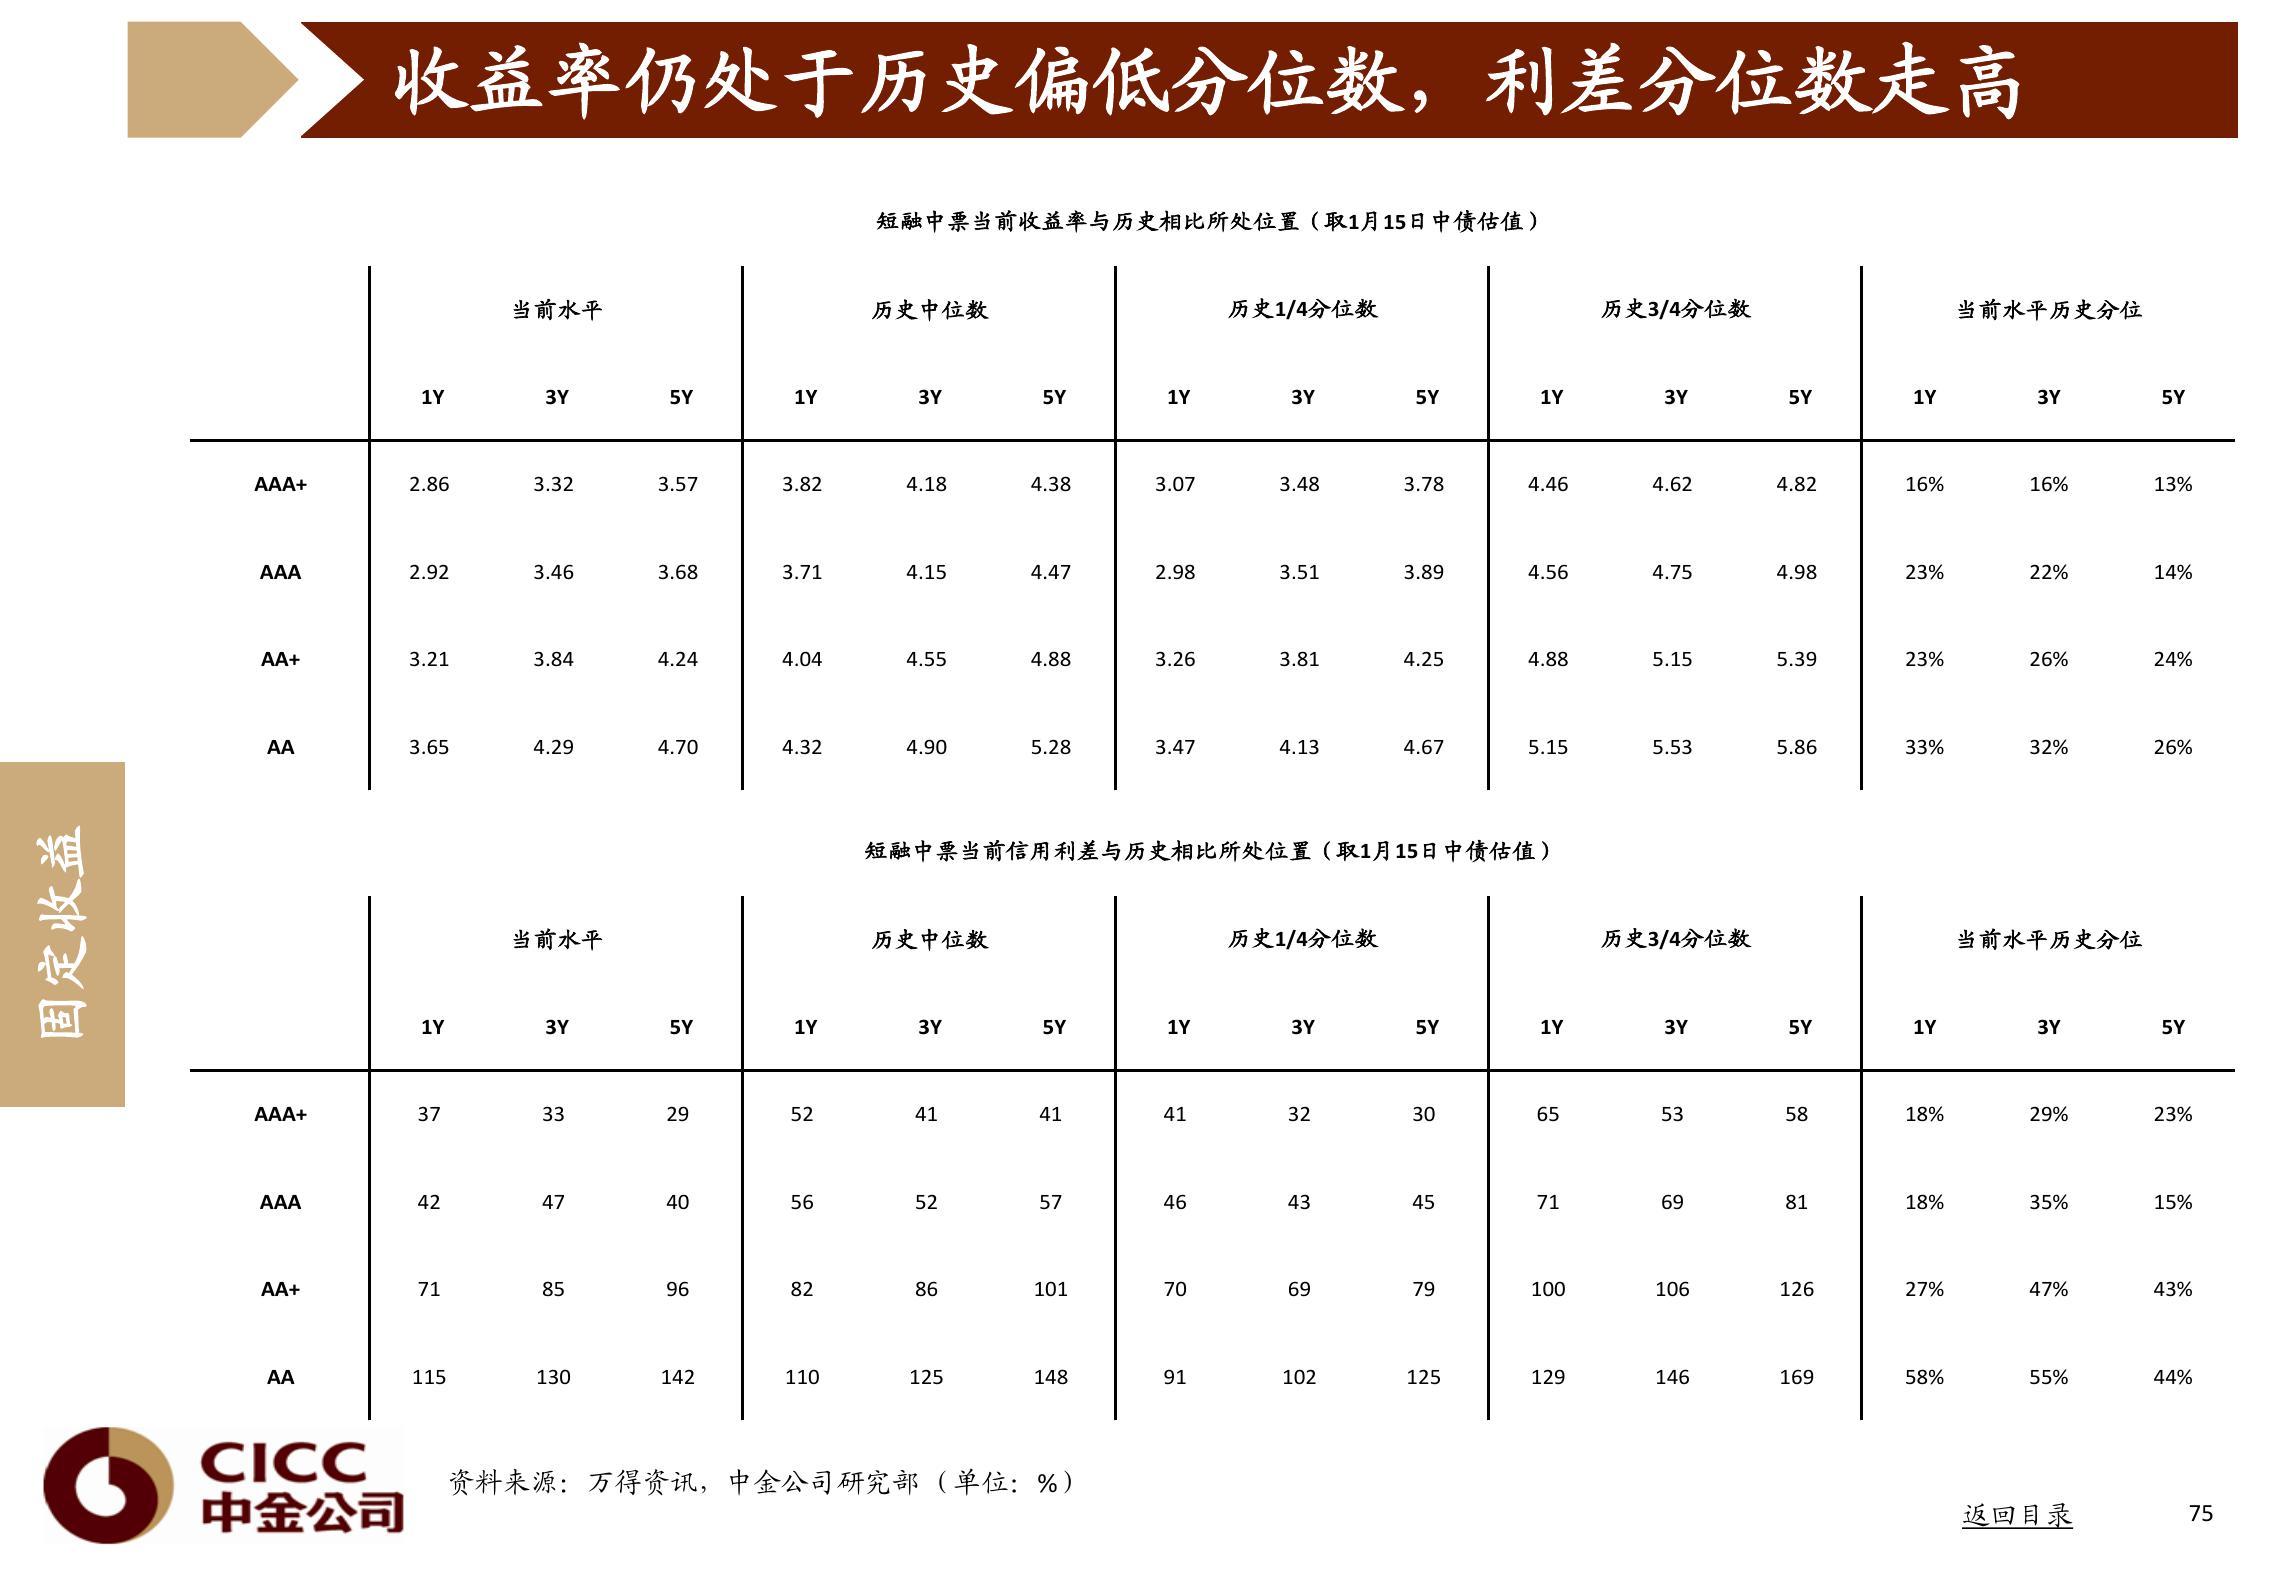 收益率仍处于历史偏低分位数，利差分位数走高
短融中票当前收益率与历史相比所处位置（取1月15日中债估值）
当前水平 历史中位数 历史1/4分位数 历史3/4分位数 当前水平历史分位
1Y 3Y 5Y 1Y 3Y 5Y 1Y 3Y 5Y 1Y 3Y 5Y 1Y 3Y 5Y
AAA+ 2.86 3.32 3.57 3.82 4.18 4.38 3.07 3.48 3.78 4.46 4.62 4.82 16% 16% 13%
AAA 2.92 3.46 3.68 3.71 4.15 4.47 2.98 3.51 3.89 4.56 4.75 4.98 23% 22% 14%
AA+ 3.21 3.84 4.24 4.04 4.55 4.88 3.26 3.81 4.25 4.88 5.15 5.39 23% 26% 24%
AA 3.65 4.29 4.70 4.32 4.90 5.28 3.47 4.13 4.67 5.15 5.53 5.86 33% 32% 26%
固定收益
短融中票当前信用利差与历史相比所处位置（取1月15日中债估值）
当前水平 历史中位数 历史1/4分位数 历史3/4分位数 当前水平历史分位
1Y 3Y 5Y 1Y 3Y 5Y 1Y 3Y 5Y 1Y 3Y 5Y 1Y 3Y 5Y
AAA+ 37 33 29 52 41 41 41 32 30 65 53 58 18% 29% 23%
AAA 42 47 40 56 52 57 46 43 45 71 69 81 18% 35% 15%
AA+ 71 85 96 82 86 101 70 69 79 100 106 126 27% 47% 43%
AA 115 130 142 110 125 148 91 102 125 129 146 169 58% 55% 44%
CICC
中金公司
资料来源：万得资讯，中金公司研究部（单位：%）
返回目录 75